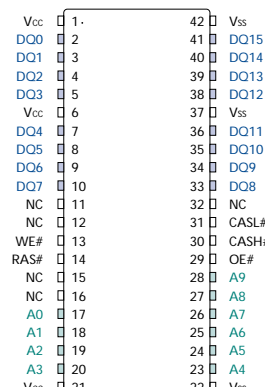 Vcc 1 42 Vss
DQ0 2 41 DQ15
DQ1 3 40 DQ14
DQ2 4 39 DQ13
DQ3 5 38 DQ12
Vcc 6 37 Vss
DQ4 7 36 DQ11
DQ5 8 35 DQ10
DQ6 9 34 DQ9
DQ7 10 33 DQ8
NC 11 32 NC
NC 12 31 CASL#
WE# 13 30 CASH#
RAS# 14 29 OE#
NC 15 28 A9
NC 16 27 A8
A0 17 26 A7
A1 18 25 A6
A2 19 24 A5
A3 20 23 A4
Vcc 21 22 Vss